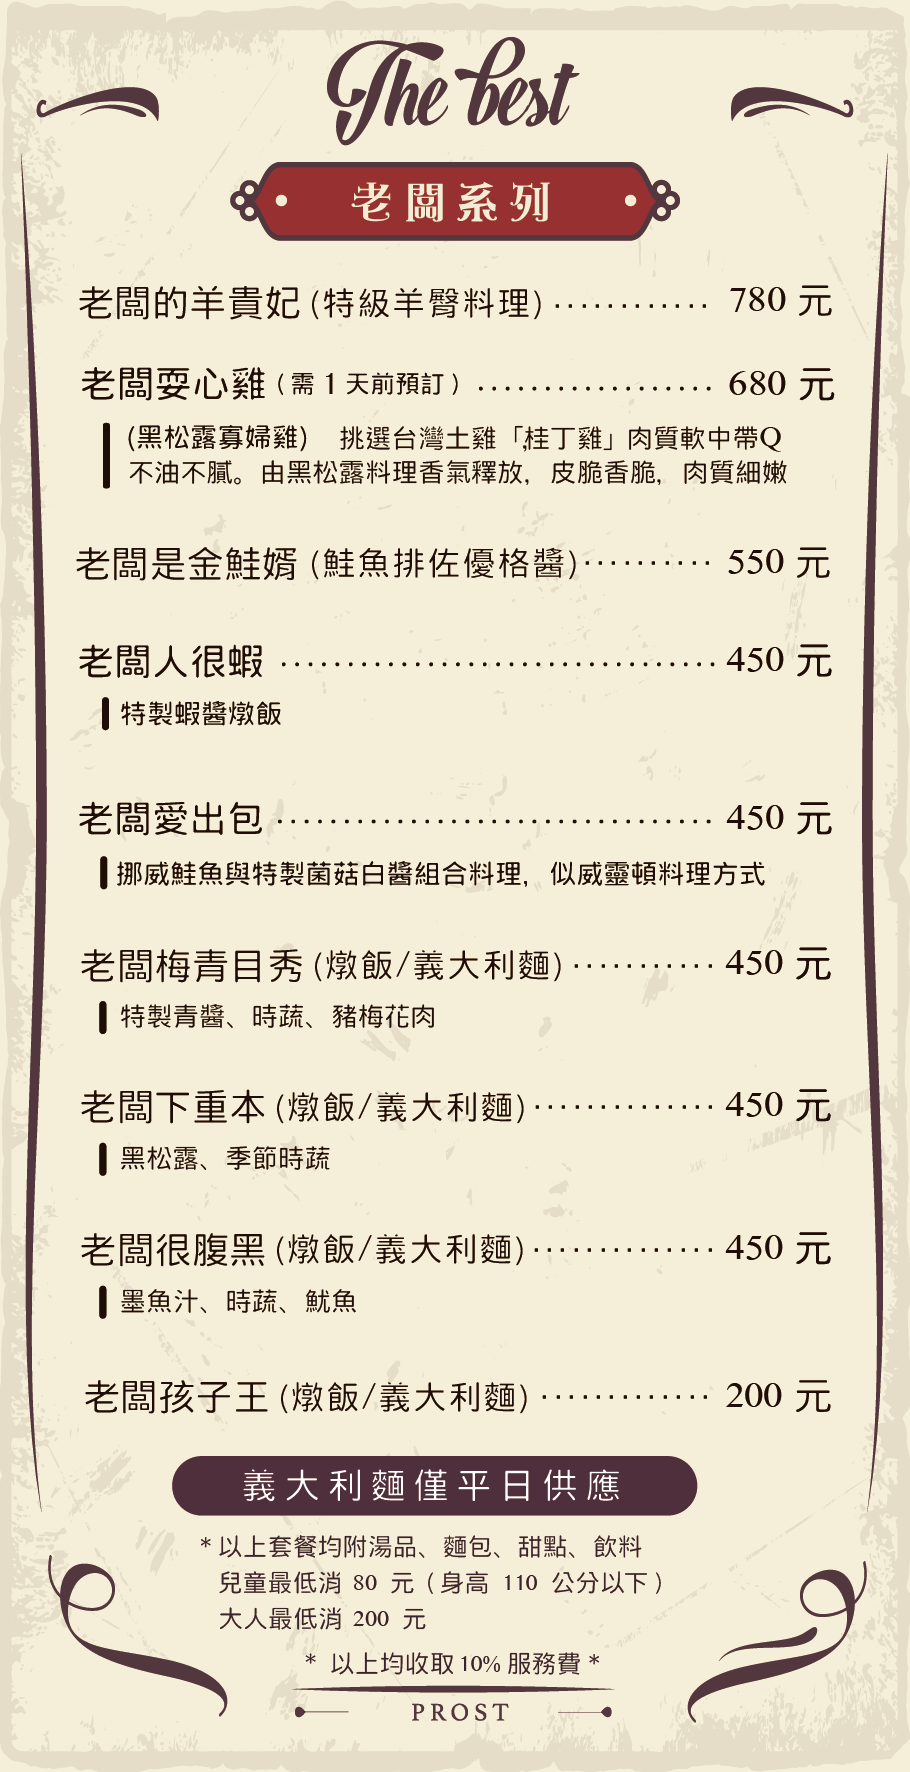 The best
老闆系列
老闆的羊貴妃(特級羊臀料理)············ 780 元
老闆耍心雞(需 1 天前預訂)·················· 680 元
(黑松露寡婦雞) 挑選台灣土雞「桂丁雞」肉質軟中帶Q
不油不膩。由黑松露料理香氣釋放, 皮脆香脆, 肉質細嫩
老闆是金鮭婿(鮭魚排佐優格醬)·········· 550 元
老闆人很蝦 ································· 450 元
特製蝦醬燉飯
老闆愛出包 ································· 450 元
挪威鮭魚與特製菌菇白醬組合料理, 似威靈頓料理方式
老闆梅青目秀(燉飯/義大利麵)··········· 450 元
特製青醬、時蔬、豬梅花肉
老闆下重本(燉飯/義大利麵)·············· 450 元
黑松露、季節時蔬
老闆很腹黑(燉飯/義大利麵)·············· 450 元
墨魚汁、時蔬、魷魚
老闆孩子王(燉飯/義大利麵)············· 200 元
義大利麵僅平日供應
*以上套餐均附湯品、麵包、甜點、飲料
兒童最低消 80 元(身高 110 公分以下)
大人最低消 200 元
* 以上均收取10%服務費*
PROST